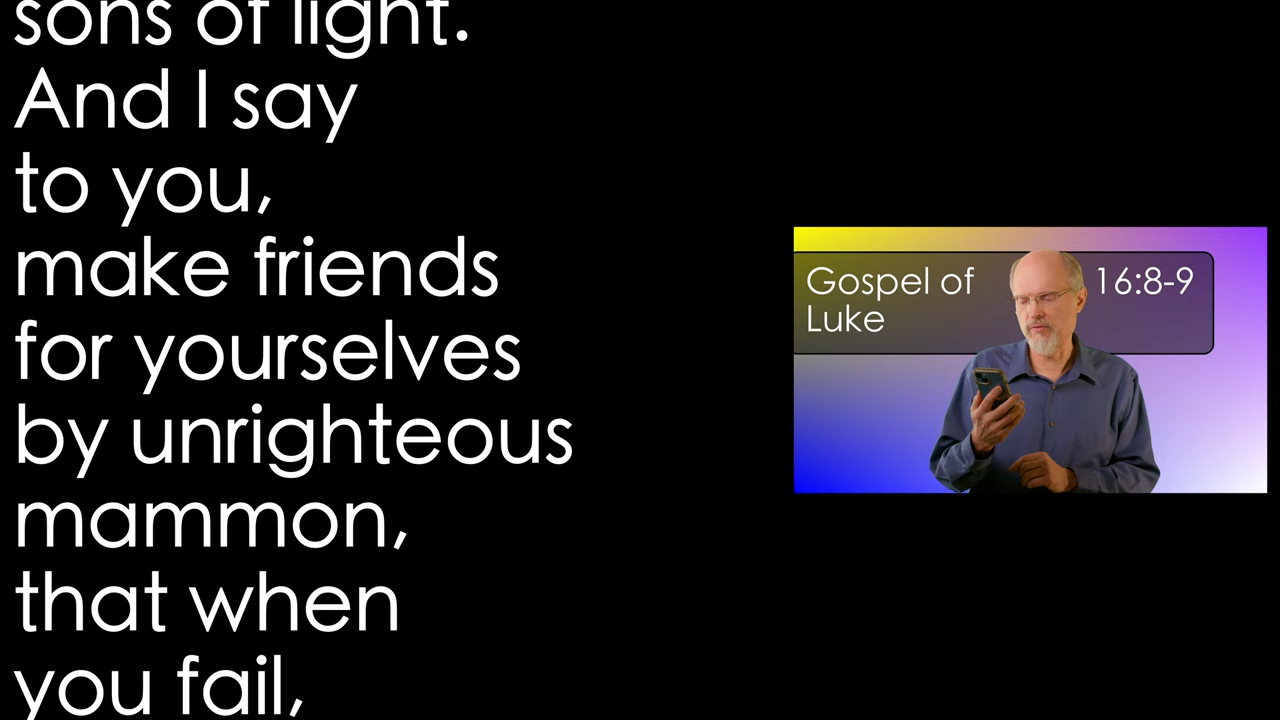 sons of light.
And I say
to you,
make friends
for yourselves
by unrighteous
mammon,
that when
you fail,
Gospel of
Luke
16:8-9